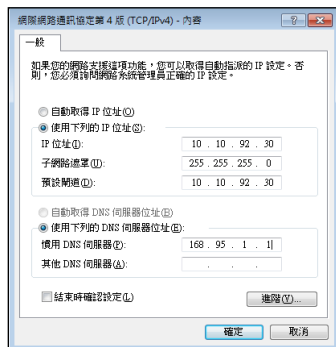 網際網路通訊協定第 4 版 (TCP/IPv4) - 內容
一般
如果您的網路支援這項功能，您可以取得自動指派的 IP 設定。否
則，您必須詢問網路系統管理員正確的 IP 設定。
自動取得 IP 位址(O)
使用下列的 IP 位址(S):
IP 位址(I): 10 . 10 . 92 . 30
子網路遮罩(U): 255 . 255 . 255 . 0
預設閘道(D): 10 . 10 . 92 . 30
自動取得 DNS 伺服器位址(B)
使用下列的 DNS 伺服器位址(E):
慣用 DNS 伺服器(P): 168 . 95 . 1 . 1
其他 DNS 伺服器(A): . . .
結束時確認設定(L) 進階(V)...
確定 取消